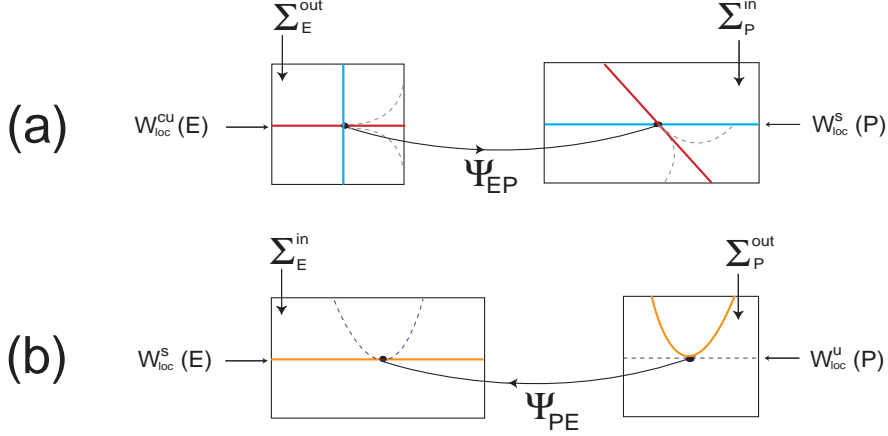 Σ_E^out Σ_P^in
(a) W_loc^cu (E) W_loc^s (P)
Ψ_EP
Σ_E^in Σ_P^out
(b) W_loc^s (E) W_loc^u (P)
Ψ_PE